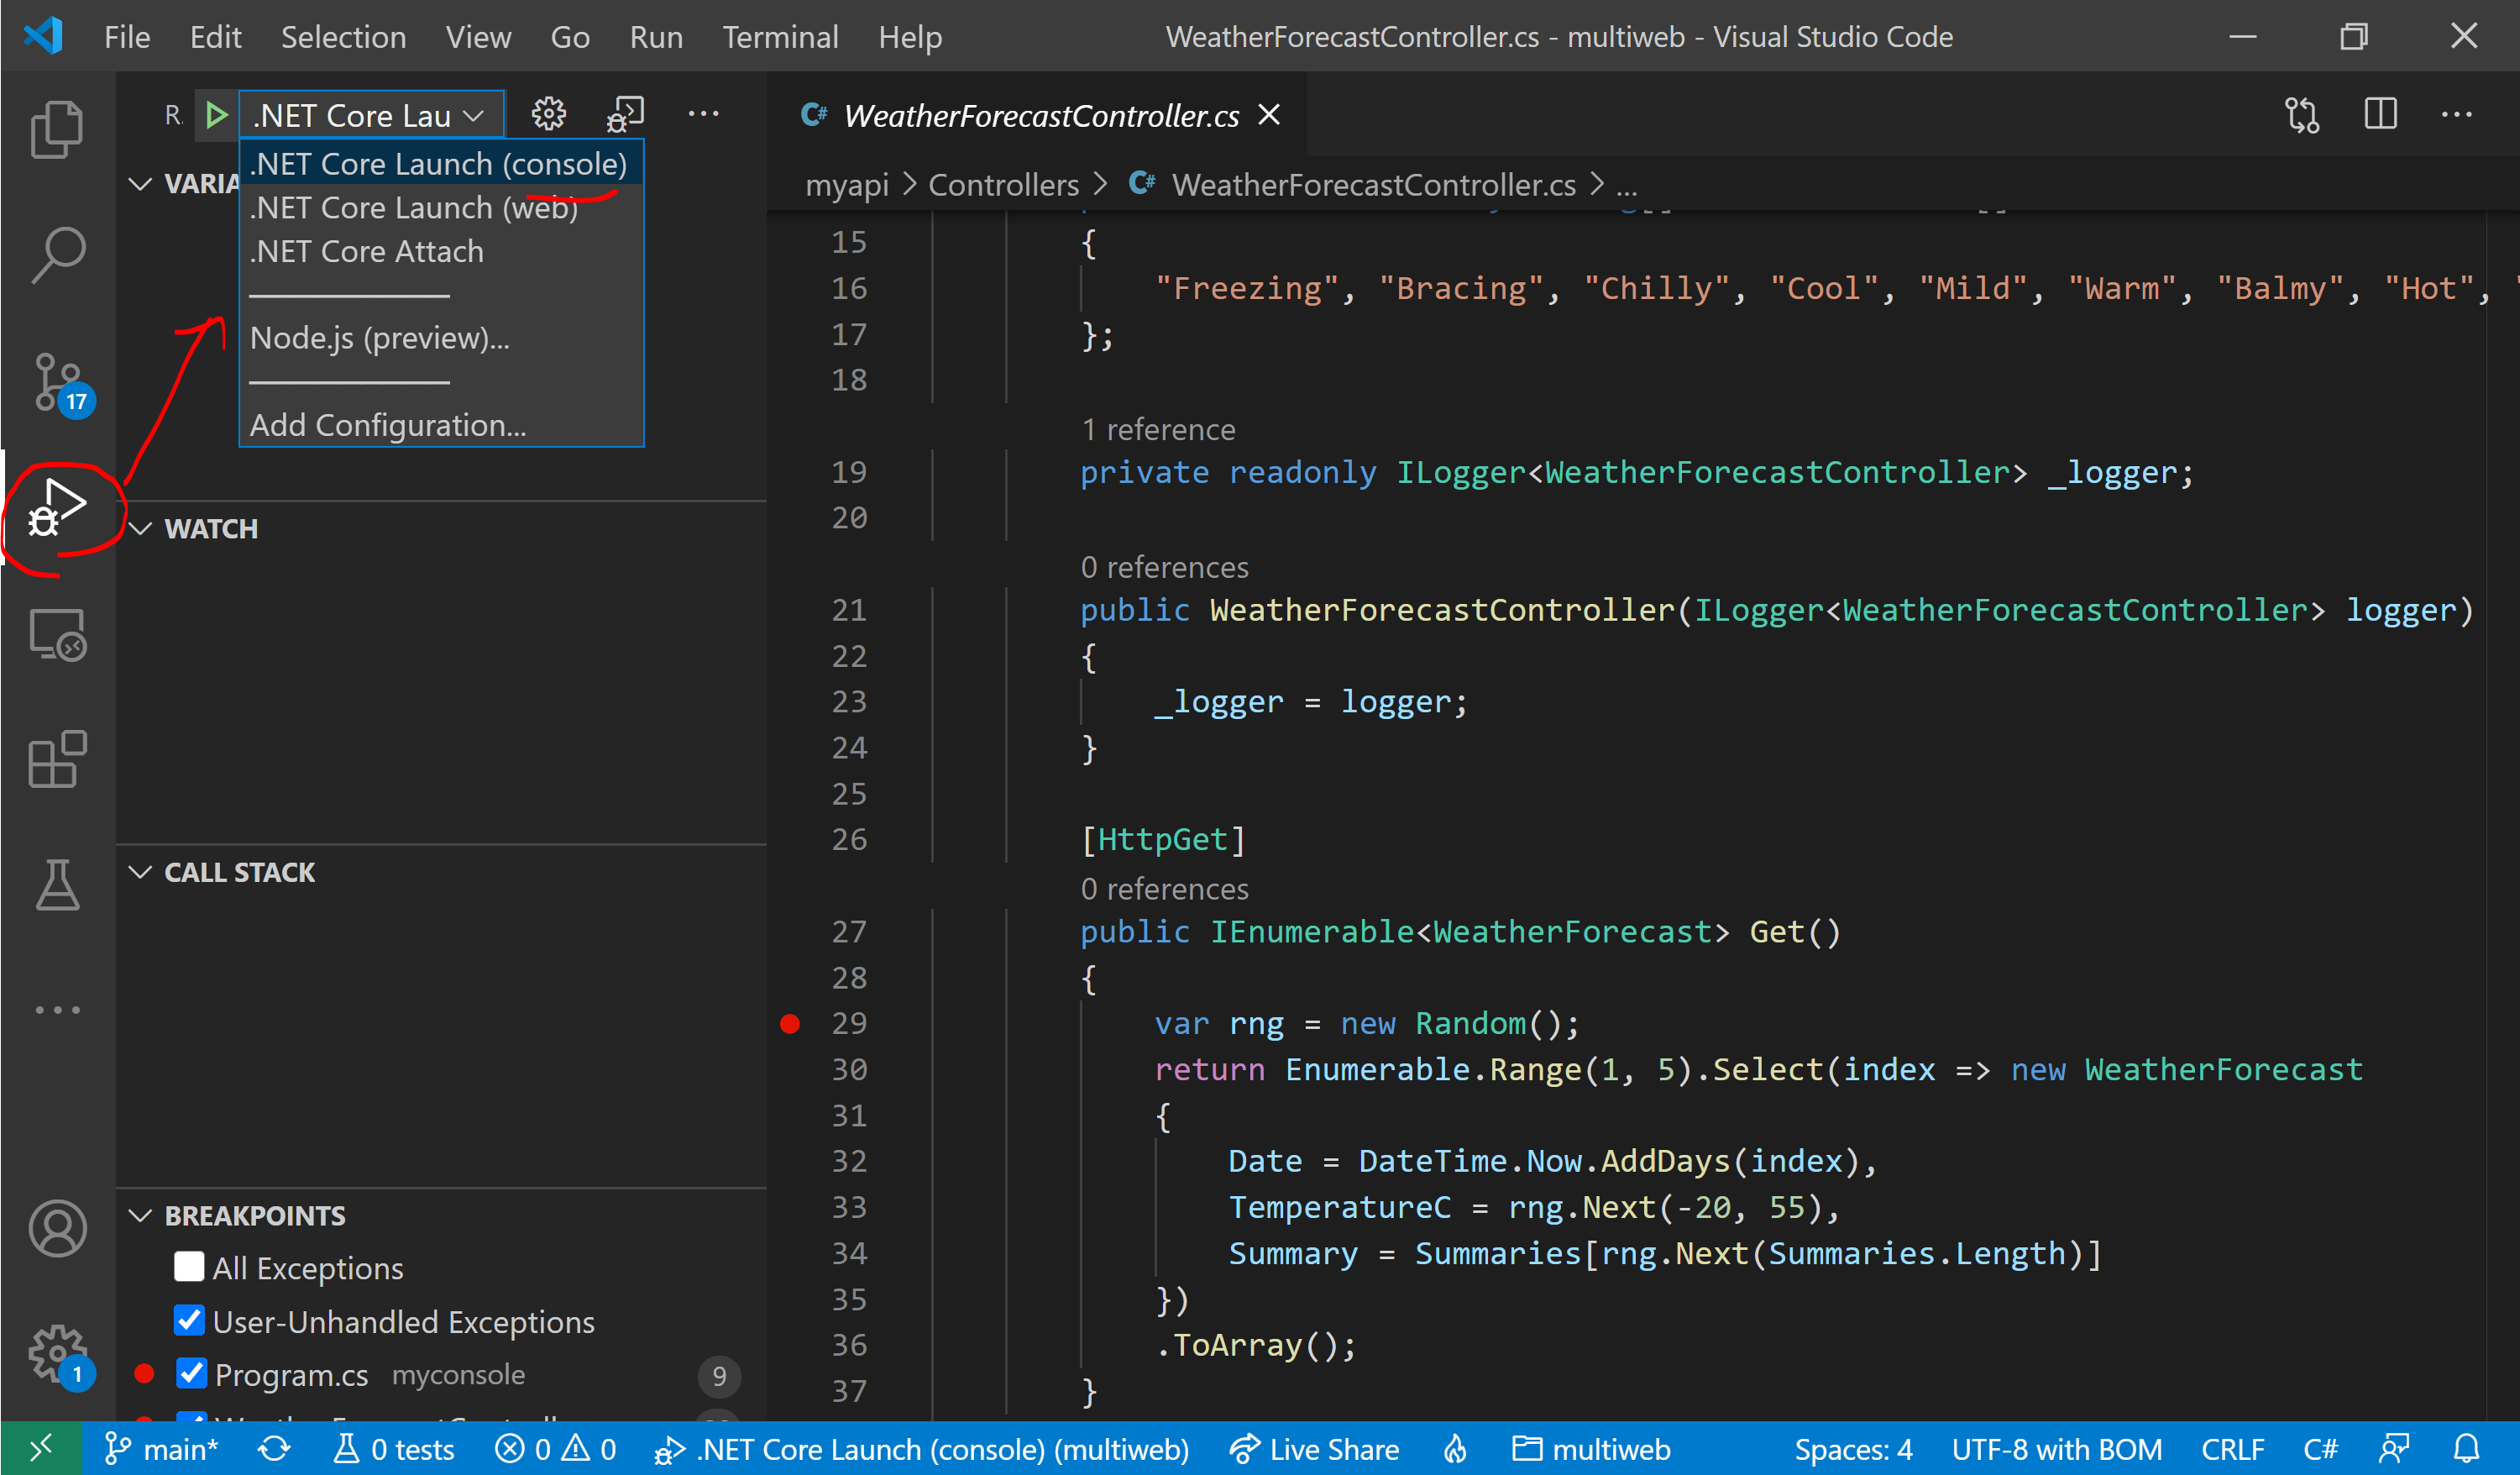 File Edit Selection View Go Run Terminal Help WeatherForecastController.cs - multiweb - Visual Studio Code
R. .NET Core Lau
.NET Core Launch (console)
.NET Core Launch (web)
.NET Core Attach
Node.js (preview)...
Add Configuration...
VARIA
17
WATCH
CALL STACK
BREAKPOINTS
All Exceptions
User-Unhandled Exceptions
Program.cs myconsole 9
1
C# WeatherForecastController.cs
myapi > Controllers > C# WeatherForecastController.cs > ...
15 {
16 "Freezing", "Bracing", "Chilly", "Cool", "Mild", "Warm", "Balmy", "Hot", "
17 };
18
1 reference
19 private readonly ILogger<WeatherForecastController> _logger;
20
0 references
21 public WeatherForecastController(ILogger<WeatherForecastController> logger)
22 {
23 _logger = logger;
24 }
25
26 [HttpGet]
0 references
27 public IEnumerable<WeatherForecast> Get()
28 {
29 var rng = new Random();
30 return Enumerable.Range(1, 5).Select(index => new WeatherForecast
31 {
32 Date = DateTime.Now.AddDays(index),
33 TemperatureC = rng.Next(-20, 55),
34 Summary = Summaries[rng.Next(Summaries.Length)]
35 })
36 .ToArray();
37 }
main* 0 tests 0 0 .NET Core Launch (console) (multiweb) Live Share multiweb Spaces: 4 UTF-8 with BOM CRLF C#